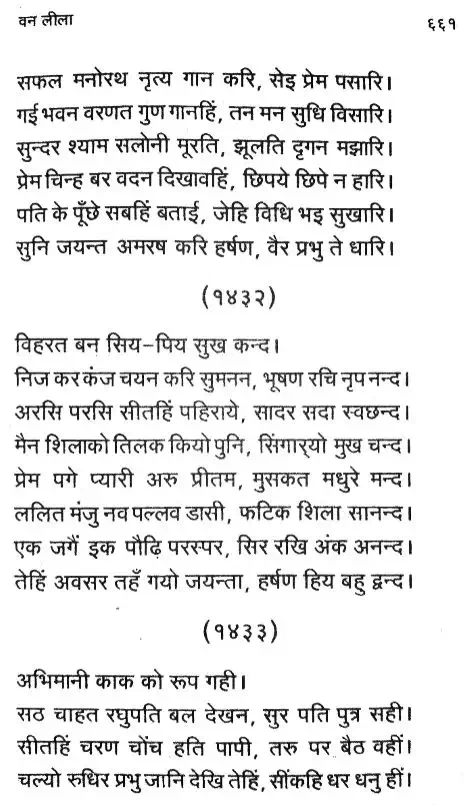 वन लीला
६६१
सफल मनोरथ नृत्य गान करि, सेइ प्रेम पसारि।
गई भवन वरणत गुण गानहिं, तन मन सुधि विसारि।
सुन्दर श्याम सलोनी मूरति, झूलति दृगन मझारि।
प्रेम चिन्ह बर वदन दिखावहिं, छिपये छिपे न हारि।
पति के पूँछे सबहिं बताई, जेहि विधि भइ सुखारि।
सुनि जयन्त अमरष करि हर्षण, वैर प्रभु ते धारि।
(१४३२)
विहरत बन सिय-पिय सुख कन्द।
निज कर कंज चयन करि सुमनन, भूषण रचि नृप नन्द।
अरसि परसि सीतहिं पहिराये, सादर सदा स्वछन्द।
मैन शिलाको तिलक कियो पुनि, सिंगार्‌यो मुख चन्द।
प्रेम पगे प्यारी अरु प्रीतम, मुसकत मधुरे मन्द।
ललित मंजु नव पल्लव डासी, फटिक शिला सानन्द।
एक जगैं इक पौढ़ि परस्पर, सिर रखि अंक अनन्द।
तेहिं अवसर तहँ गयो जयन्ता, हर्षण हिय बहु द्वन्द।
(१४३३)
अभिमानी काक को रूप गही।
सठ चाहत रघुपति बल देखन, सुर पति पुत्र सही।
सीतहिं चरण चोंच हति पापी, तरु पर बैठ वहीं।
चल्यो रुधिर प्रभु जानि देखि तेहिं, सींकहि धर धनु हीं।